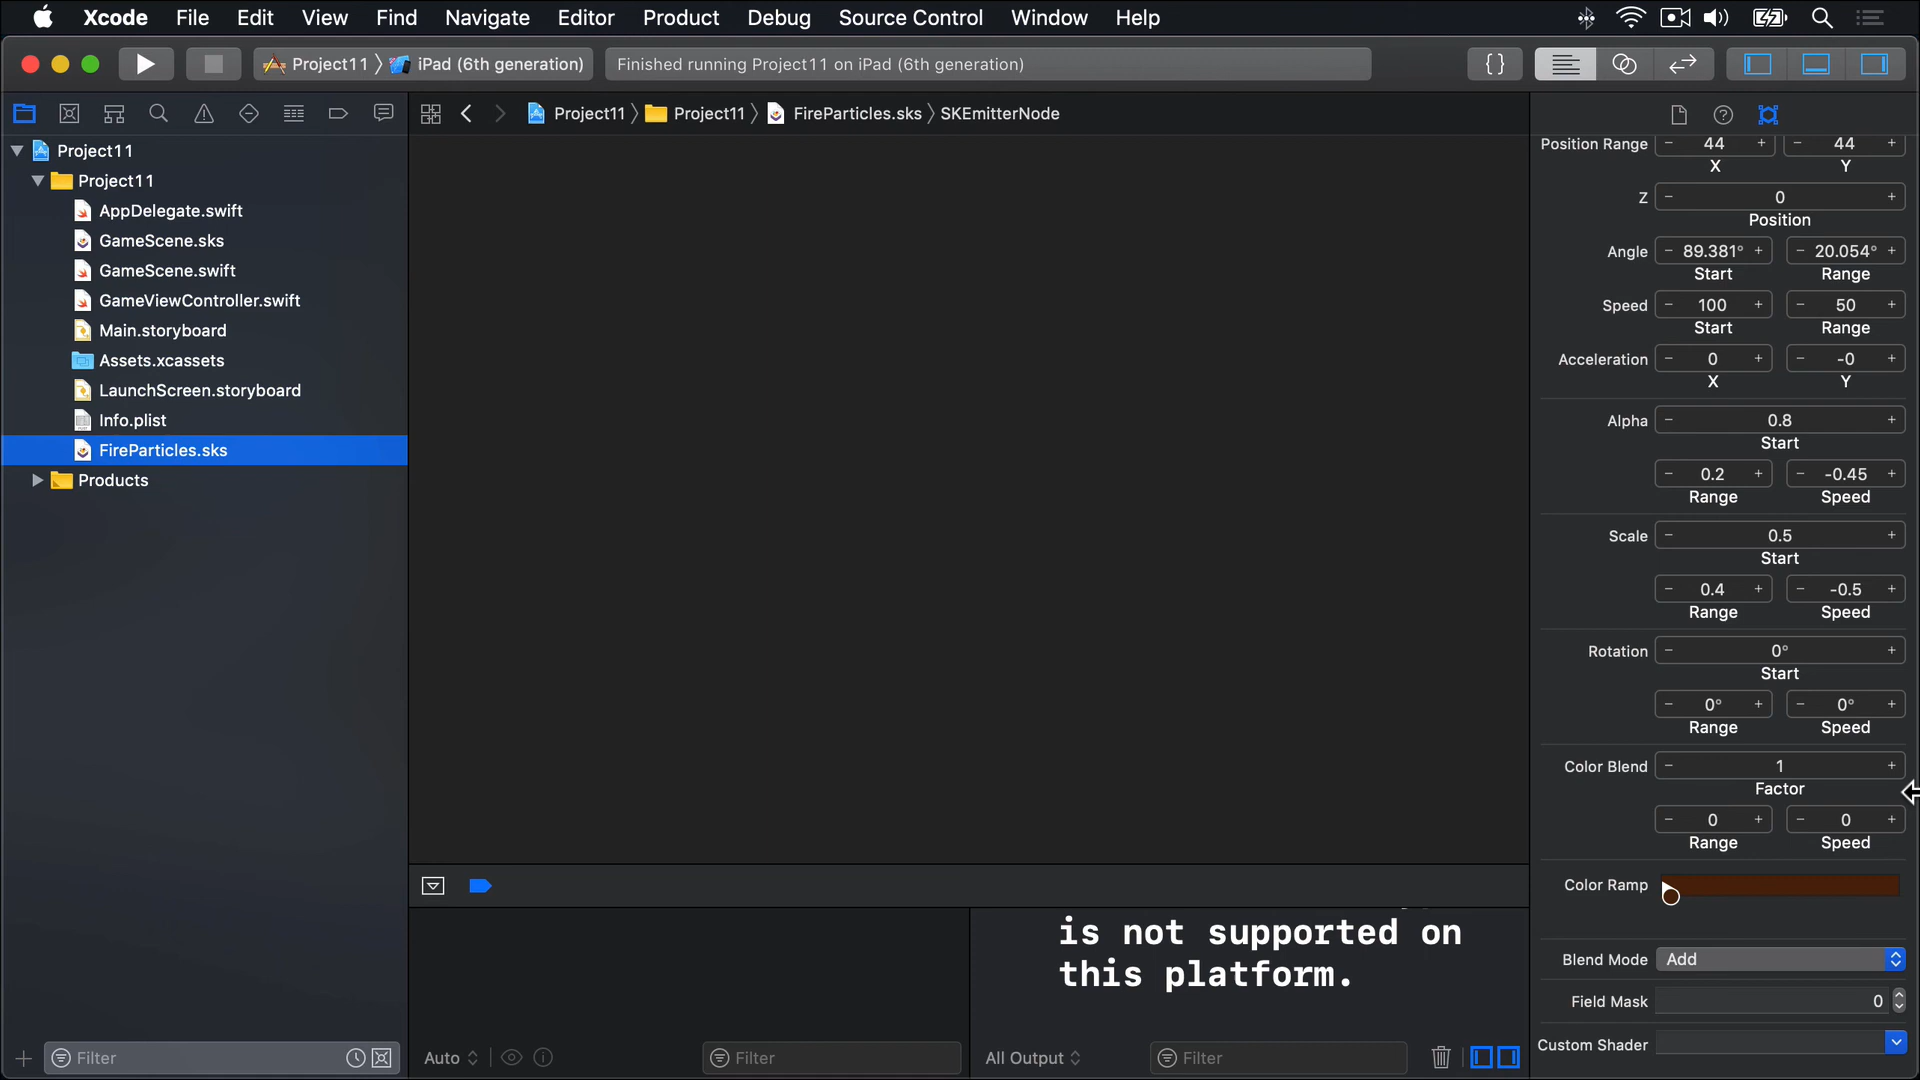 Xcode File Edit View Find Navigate Editor Product Debug Source Control Window Help
Project11 iPad (6th generation) Finished running Project11 on iPad (6th generation) { }
Project11 Project11 FireParticles.sks SKEmitterNode
Project11
Project11
AppDelegate.swift
GameScene.sks
GameScene.swift
GameViewController.swift
Main.storyboard
Assets.xcassets
LaunchScreen.storyboard
Info.plist
FireParticles.sks
Products
Filter
is not supported on
this platform.
Auto Filter All Output Filter
Position Range - 44 + - 44 +
X Y
Z - 0 +
Position
Angle - 89.381° + - 20.054° +
Start Range
Speed - 100 + - 50 +
Start Range
Acceleration - 0 + - -0 +
X Y
Alpha - 0.8 +
Start
- 0.2 + - -0.45 +
Range Speed
Scale - 0.5 +
Start
- 0.4 + - -0.5 +
Range Speed
Rotation - 0° +
Start
- 0° + - 0° +
Range Speed
Color Blend - 1 +
Factor
- 0 + - 0 +
Range Speed
Color Ramp
Blend Mode Add
Field Mask 0
Custom Shader